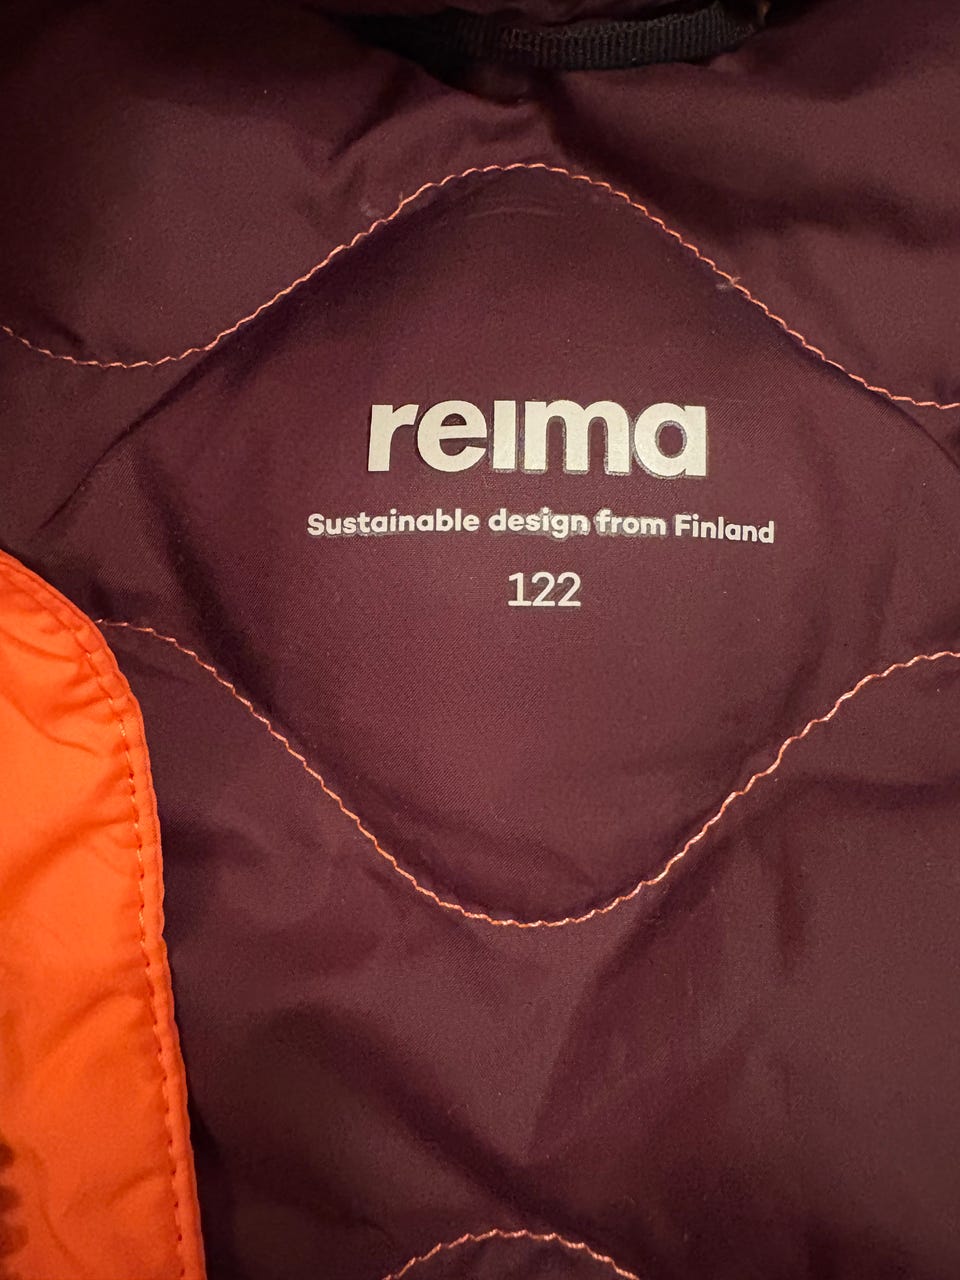 reima
Sustainable design from Finland
122